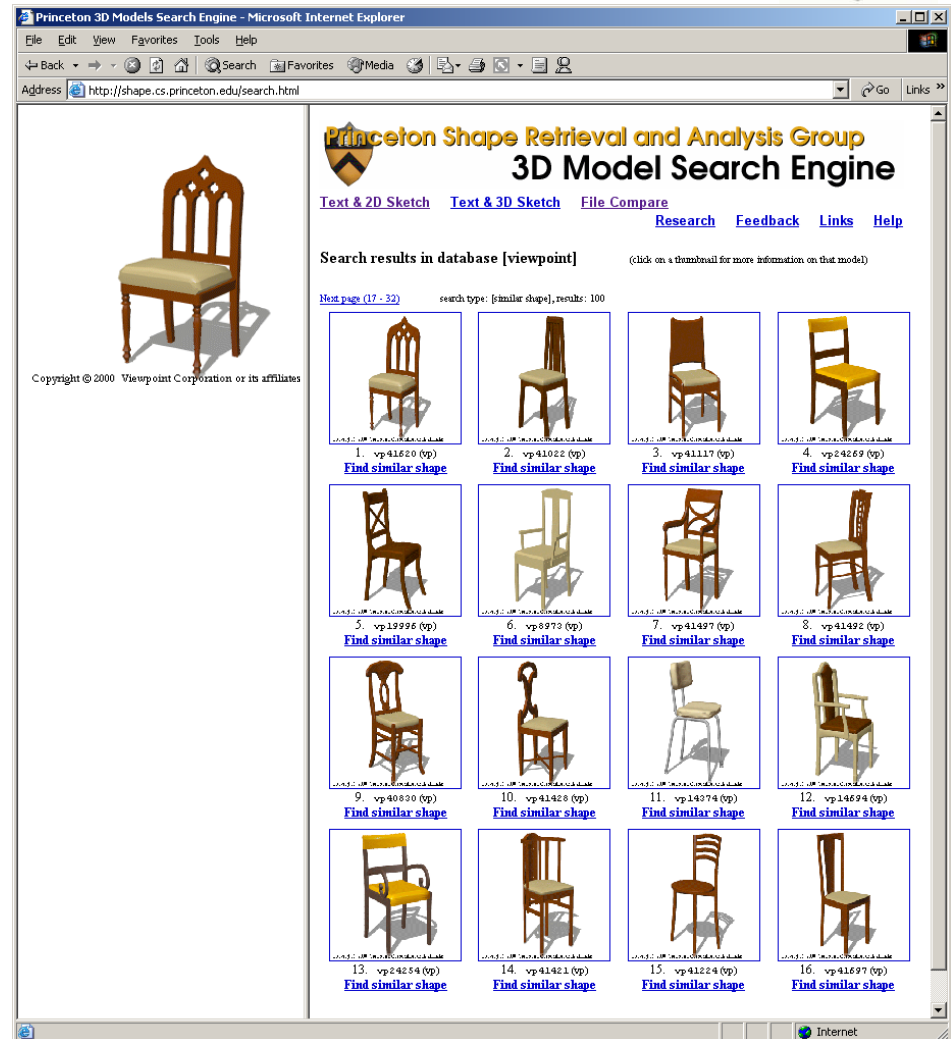 Princeton 3D Models Search Engine - Microsoft Internet Explorer
File Edit View Favorites Tools Help
Back Search Favorites Media
Address http://shape.cs.princeton.edu/search.html Go Links »
Princeton Shape Retrieval and Analysis Group
3D Model Search Engine
Text & 2D Sketch Text & 3D Sketch File Compare
Research Feedback Links Help
Search results in database [viewpoint] (click on a thumbnail for more information on that model)
Next page (17 - 32) search type: [similar shape], results: 100
Copyright © 2000 Viewpoint Corporation or its affiliates
1. vp41620 (vp) 2. vp41022 (vp) 3. vp41117 (vp) 4. vp24269 (vp)
Find similar shape Find similar shape Find similar shape Find similar shape
5. vp19996 (vp) 6. vp8973 (vp) 7. vp41497 (vp) 8. vp41492 (vp)
Find similar shape Find similar shape Find similar shape Find similar shape
9. vp40830 (vp) 10. vp41428 (vp) 11. vp14374 (vp) 12. vp14694 (vp)
Find similar shape Find similar shape Find similar shape Find similar shape
13. vp24254 (vp) 14. vp41421 (vp) 15. vp41224 (vp) 16. vp41697 (vp)
Find similar shape Find similar shape Find similar shape Find similar shape
Internet